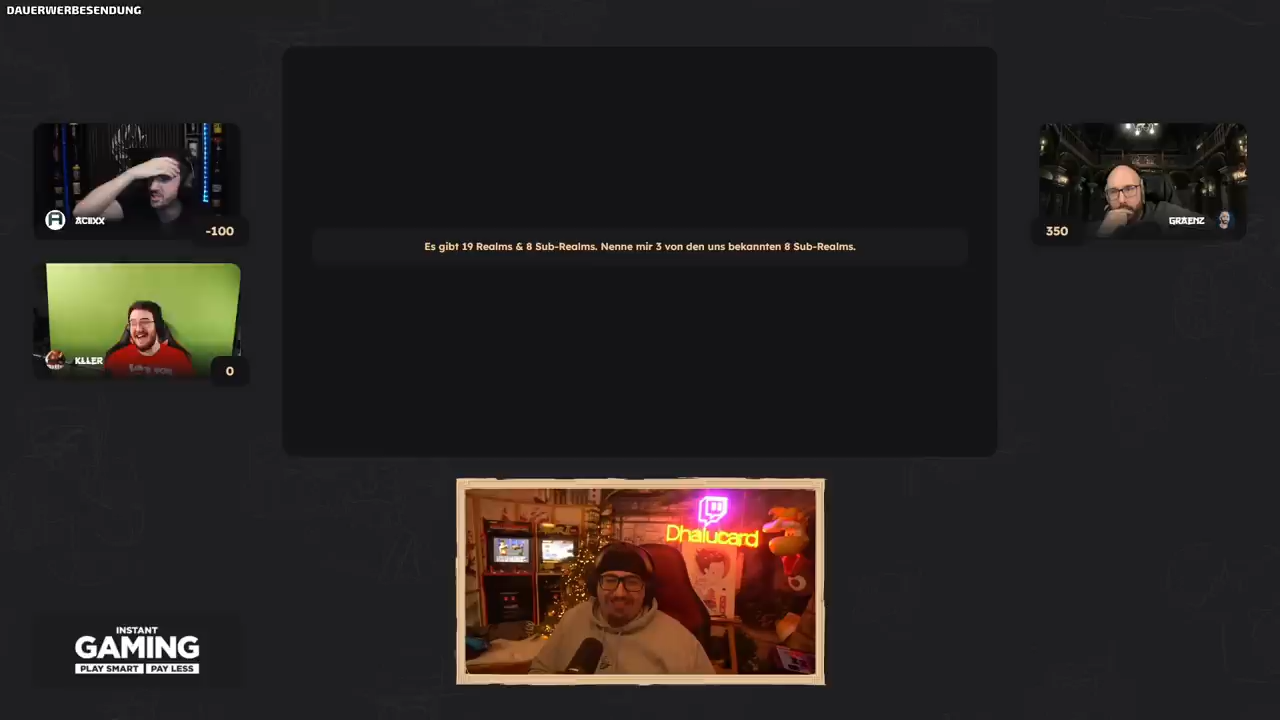 DAUERWERBESENDUNG
ACIIXX
-100
Es gibt 19 Realms & 8 Sub-Realms. Nenne mir 3 von den uns bekannten 8 Sub-Realms.
GRAENZ
350
KLLER
0
Dhalucard
INSTANT
GAMING
PLAY SMART PAY LESS